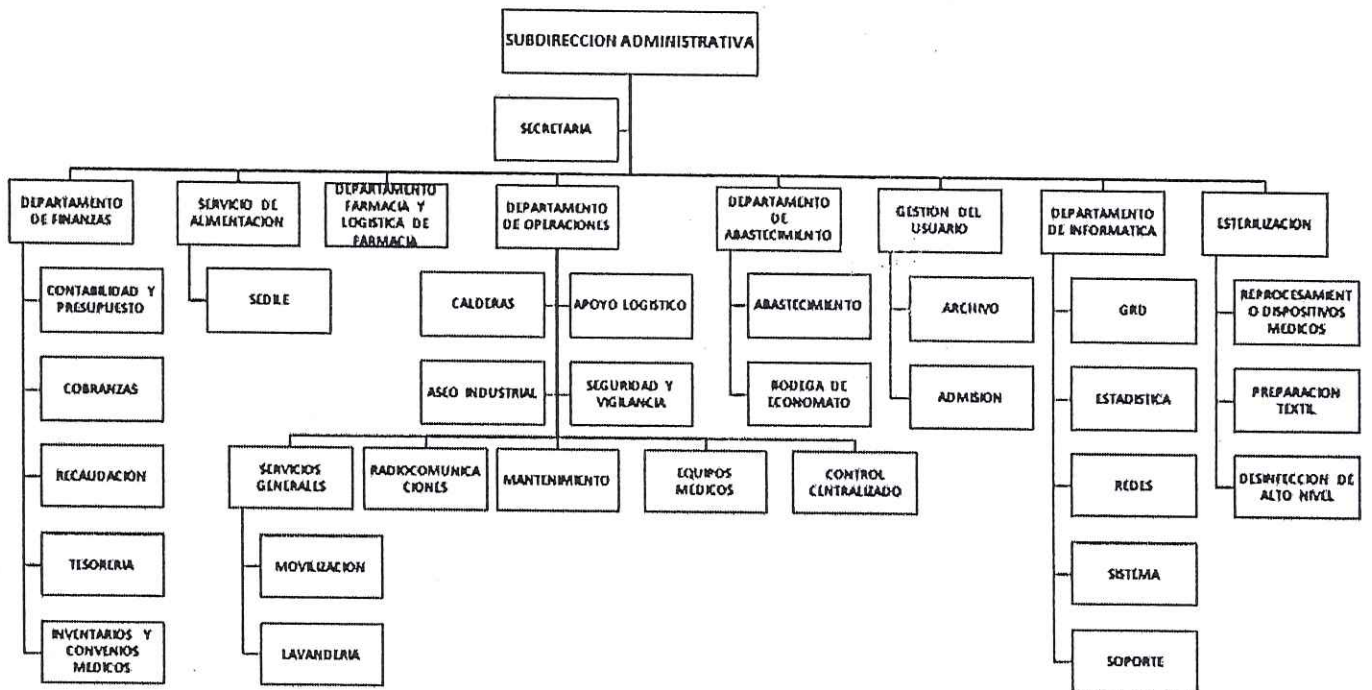 SUBDIRECCION ADMINISTRATIVA
SECRETARIA
DEPARTAMENTO
DE FINANZAS
SERVICIO DE
ALIMENTACION
DEPARTAMENTO
FARMACIA Y
LOGISTICA DE
FARMACIA
DEPARTAMENTO
DE OPERACIONES
DEPARTAMENTO
DE
ABASTECIMIENTO
GESTION DEL
USUARIO
DEPARTAMENTO
DE INFORMATICA
ESTERILIZACION
CONTABILIDAD Y
PRESUPUESTO
SEDILE
CALDERAS
APOYO LOGISTICO
ABASTECIMIENTO
ARCHIVO
GRD
REPROCESAMIENT
O DISPOSITIVOS
MEDICOS
COBRANZAS
ASEO INDUSTRIAL
SEGURIDAD Y
VIGILANCIA
BODEGA DE
ECONOMATO
ADMISION
ESTADISTICA
PREPARACION
TEXTIL
RECAUDACION
SERVICIOS
GENERALES
RADIOCOMUNICA
CIONES
MANTENIMIENTO
EQUIPOS
MEDICOS
CONTROL
CENTRALIZADO
REDES
DESINFECCION DE
ALTO NIVEL
TESORERIA
MOVILIZACION
SISTEMA
INVENTARIOS Y
CONVENIOS
MEDICOS
LAVANDERIA
SOPORTE